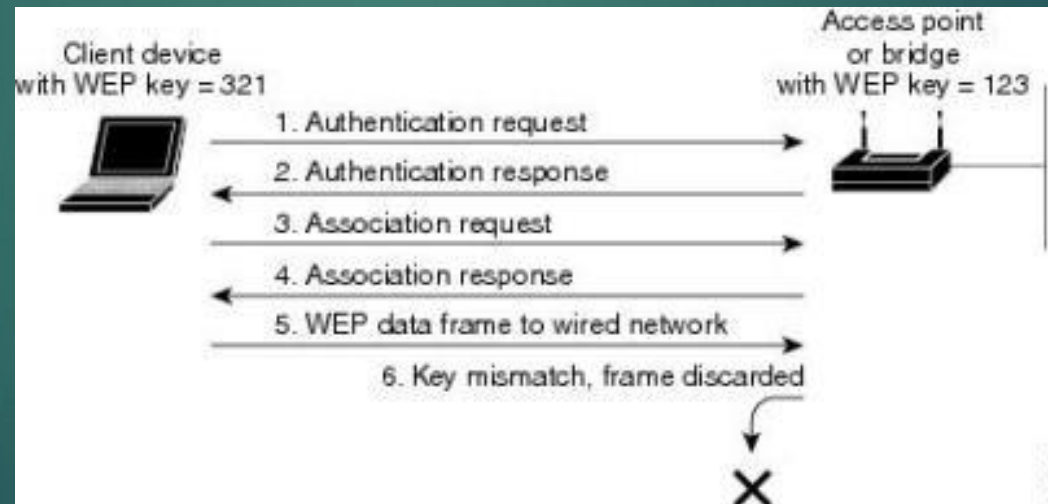 Client device
with WEP key = 321
Access point
or bridge
with WEP key = 123
1. Authentication request
2. Authentication response
3. Association request
4. Association response
5. WEP data frame to wired network
6. Key mismatch, frame discarded